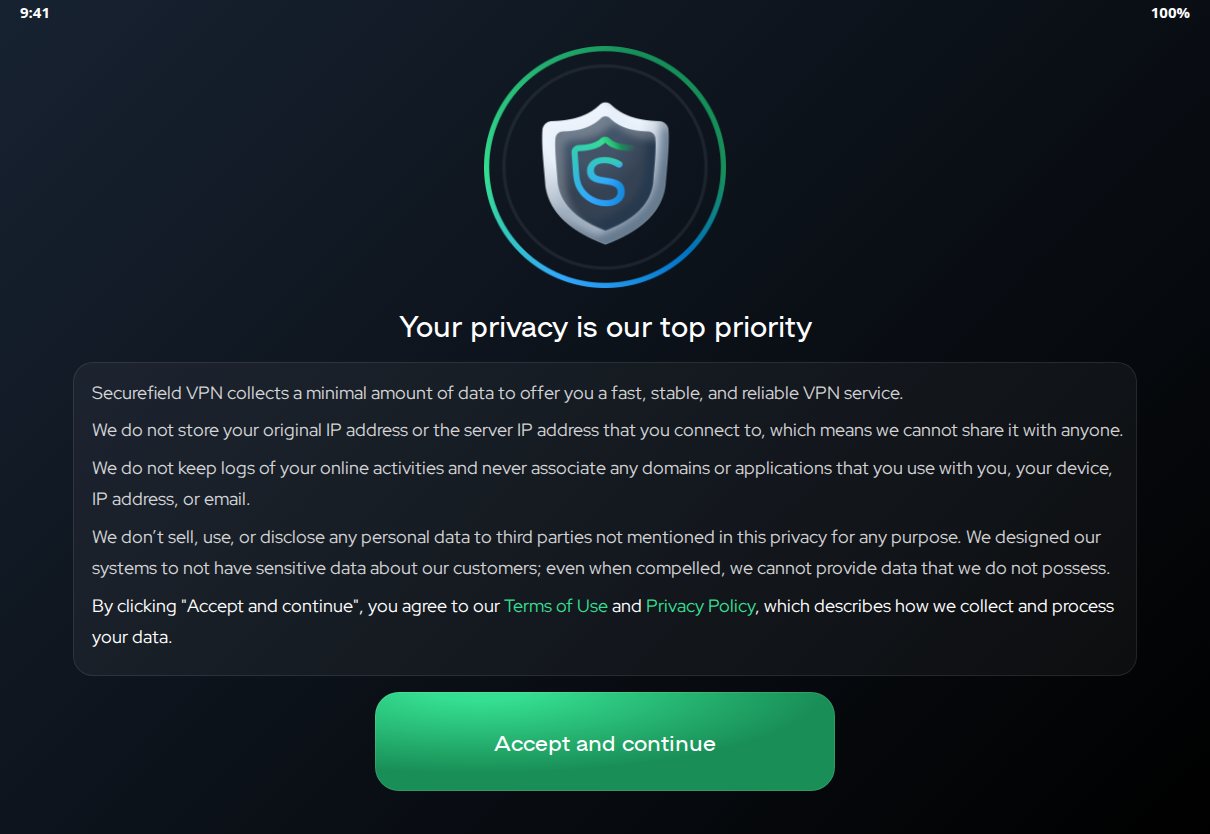 9:41
100%
S
Your privacy is our top priority
Securefield VPN collects a minimal amount of data to offer you a fast, stable, and reliable VPN service.
We do not store your original IP address or the server IP address that you connect to, which means we cannot share it with anyone.
We do not keep logs of your online activities and never associate any domains or applications that you use with you, your device,
IP address, or email.
We don’t sell, use, or disclose any personal data to third parties not mentioned in this privacy for any purpose. We designed our
systems to not have sensitive data about our customers; even when compelled, we cannot provide data that we do not possess.
By clicking "Accept and continue", you agree to our Terms of Use and Privacy Policy, which describes how we collect and process
your data.
Accept and continue